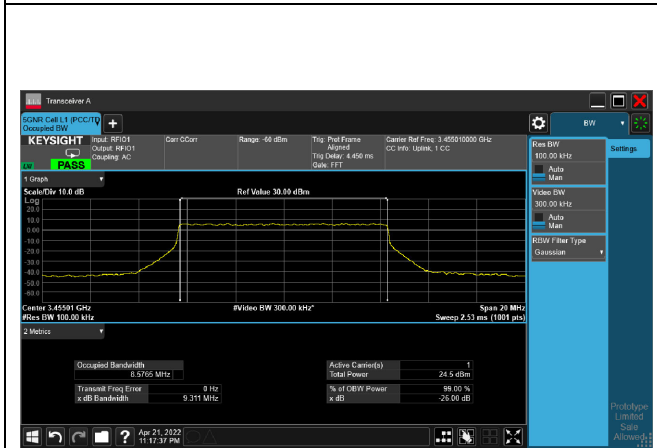 Transceiver A
5GNR Cell L1 (PCC/TD
Occupied BW
+
BW
KEYSIGHT
PASS
Input: RFIO1
Output: RFIO1
Coupling: AC
Corr CCorr
Range: -60 dBm
Trig: Prot Frame
Aligned
Trig Delay: 4.450 ms
Gate: FFT
Carrier Ref Freq: 3.455010000 GHz
CC Info: Uplink, 1 CC
1 Graph
Scale/Div 10.0 dB
Ref Value 30.00 dBm
Log
20.0
10.0
0.00
-10.0
-20.0
-30.0
-40.0
-50.0
-60.0
Center 3.45501 GHz
#Video BW 300.00 kHz*
Span 20 MHz
#Res BW 100.00 kHz
Sweep 2.53 ms (1001 pts)
2 Metrics
Occupied Bandwidth
8.5765 MHz
Transmit Freq Error 0 Hz
x dB Bandwidth 9.311 MHz
Active Carrier(s) 1
Total Power 24.5 dBm
% of OBW Power 99.00 %
x dB -26.00 dB
Res BW
100.00 kHz
Auto
Man
Video BW
300.00 kHz
Auto
Man
RBW Filter Type
Gaussian
Settings
Prototype
Limited
Sale
Allowed
?
Apr 21, 2022
11:17:37 PM